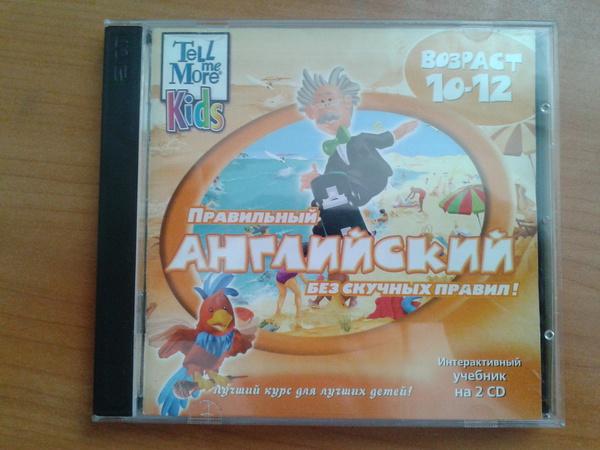 TeLL
me
MoRe®
Kids
ВОЗРАСТ
10-12
ПРАВИЛЬНЫЙ
АНГЛИЙСКИЙ
БЕЗ СКУЧНЫХ ПРАВИЛ!
Интерактивный
учебник
на 2 CD
Лучший курс для лучших детей!